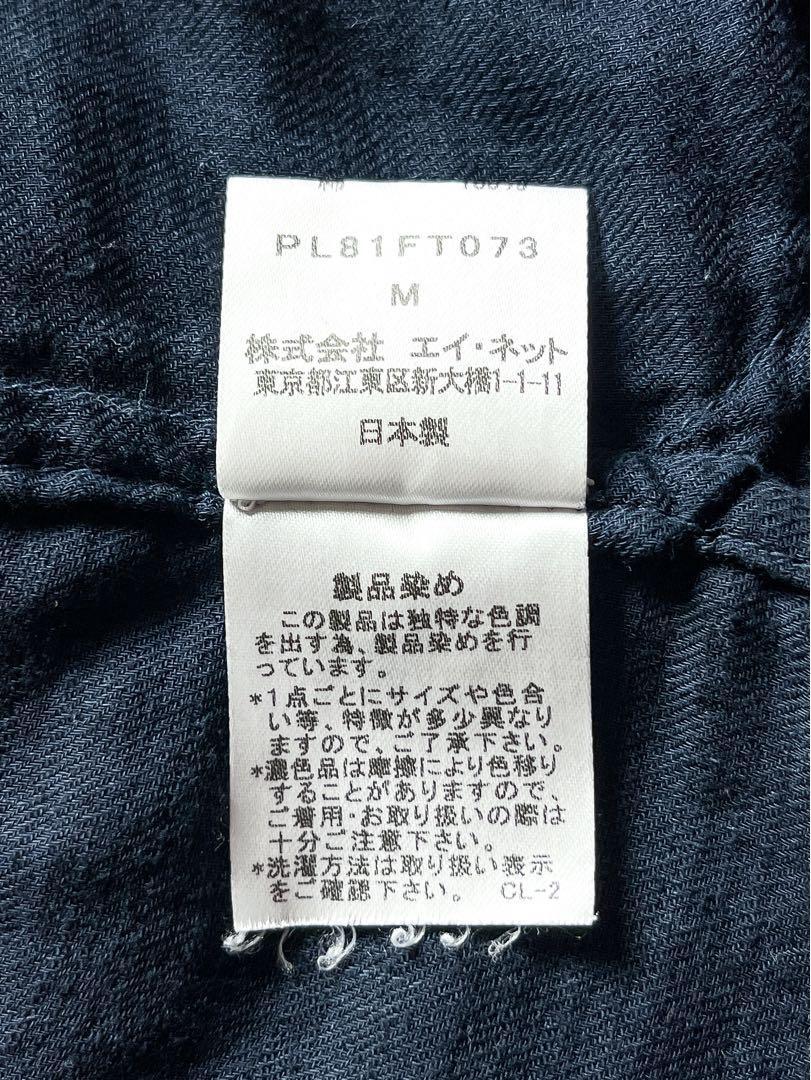 PL81FT073
M
株式会社 エイ・ネット
東京都江東区新大橋1-1-11
日本製
製品染め
この製品は独特な色調
を出す為、製品染めを行
っています。
*1点ごとにサイズや色合
い等、特徴が多少異なり
ますので、ご了承下さい。
*濃色品は摩擦により色移り
することがありますので、
ご着用・お取り扱いの際は
十分ご注意下さい。
*洗濯方法は取り扱い表示
をご確認下さい。 CL-2